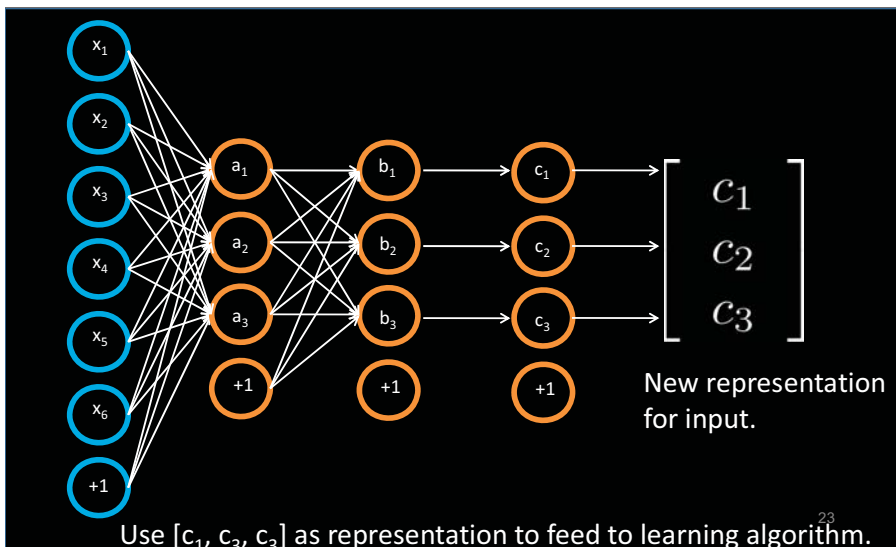 x₁
x₂
x₃
x₄
x₅
x₆
+1
a₁
a₂
a₃
+1
b₁
b₂
b₃
+1
c₁
c₂
c₃
+1
c₁
c₂
c₃
New representation
for input.
23
Use [c₁, c₃, c₃] as representation to feed to learning algorithm.